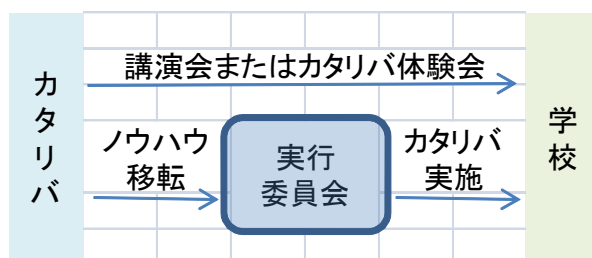 カタリバ
講演会またはカタリバ体験会
ノウハウ
移転
実行
委員会
カタリバ
実施
学校